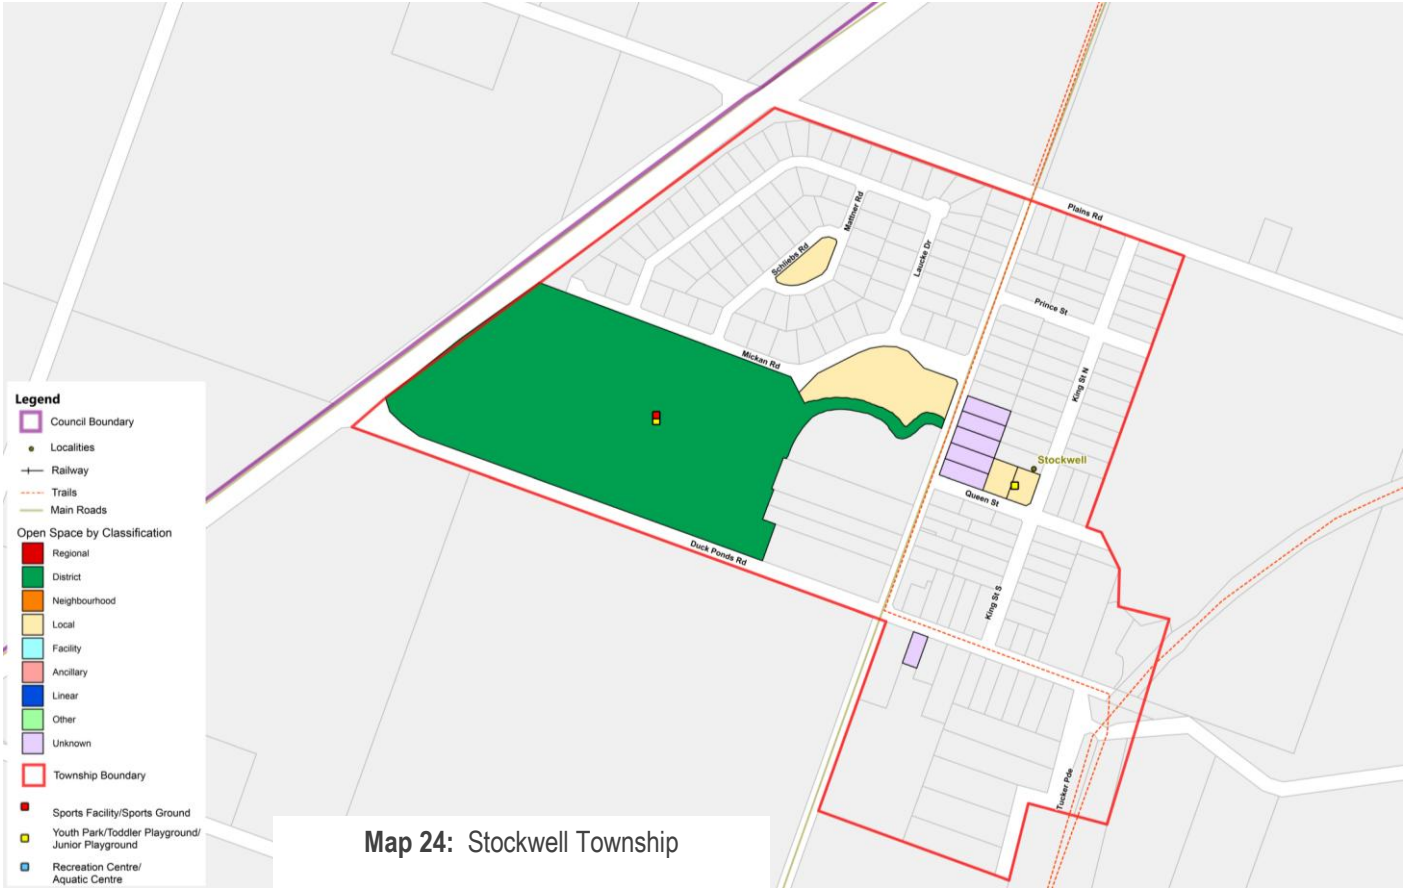 Plains Rd
Mattner Rd
Laucke Dr
Schliebs Rd
Prince St
Mickan Rd
King St N
Legend
Council Boundary
Localities
Railway
Trails
Main Roads
Open Space by Classification
Regional
District
Neighbourhood
Local
Facility
Ancillary
Linear
Other
Unknown
Township Boundary
Sports Facility/Sports Ground
Youth Park/Toddler Playground/
Junior Playground
Recreation Centre/
Aquatic Centre
Stockwell
Queen St
Duck Ponds Rd
King St S
Tucker Pde
Map 24: Stockwell Township